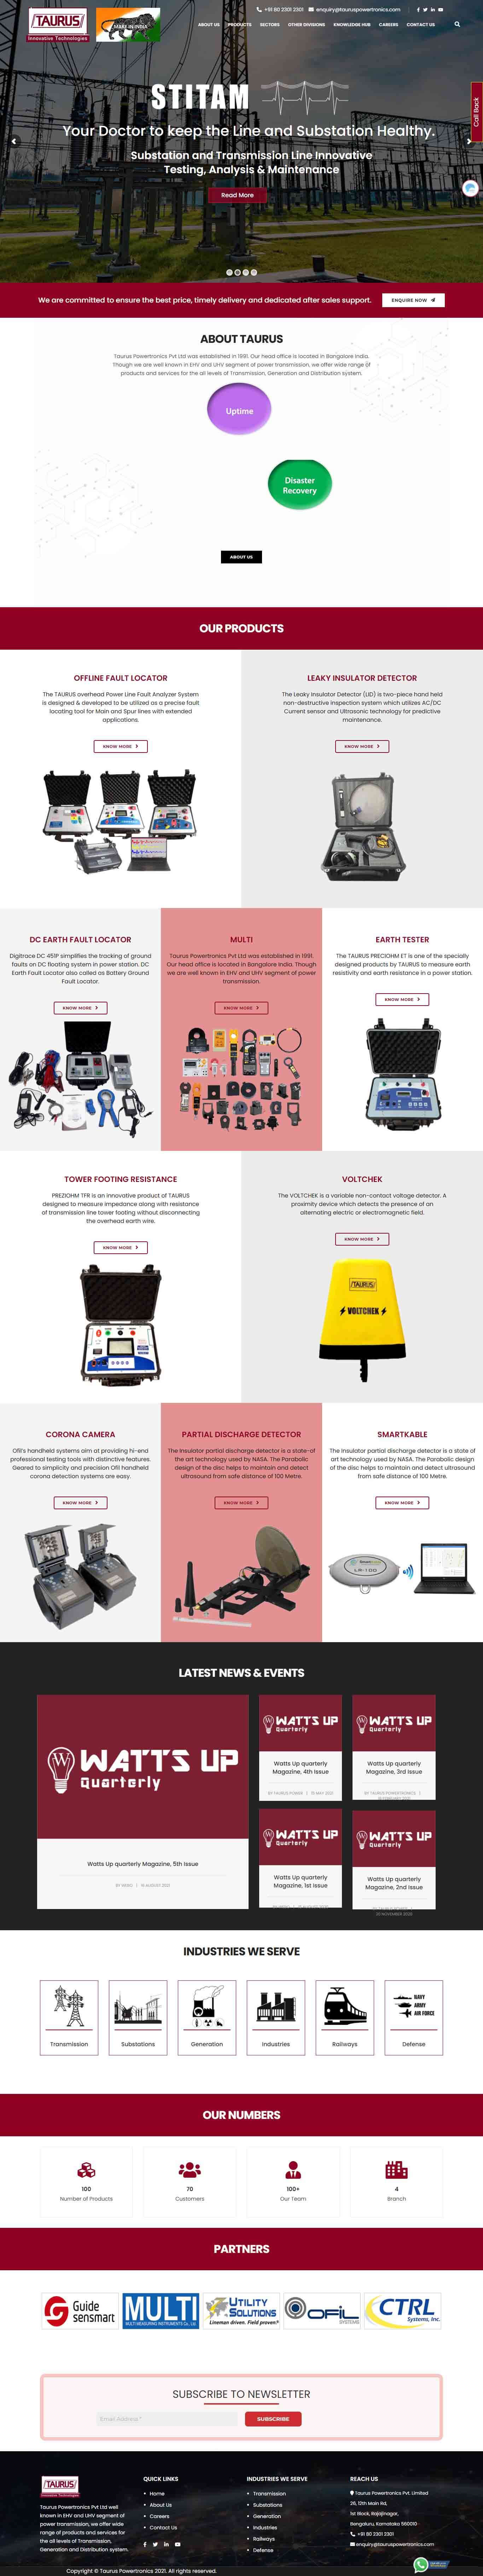 TAURUS
Innovative Technologies
MAKE IN INDIA
+91 80 2301 2301 enquiry@tauruspowertronics.com
ABOUT US PRODUCTS SECTORS OTHER DIVISIONS KNOWLEDGE HUB CAREERS CONTACT US
STITAM
Call Back
Your Doctor to keep the Line and Substation Healthy.
Substation and Transmission Line Innovative
Testing, Analysis & Maintenance
Read More
We are committed to ensure the best price, timely delivery and dedicated after sales support.
ENQUIRE NOW
ABOUT TAURUS
Taurus Powertronics Pvt Ltd was established in 1991. Our head office is located in Bangalore India.
Though we are well known in EHV and UHV segment of power transmission, we offer wide range of
products and services for the all levels of Transmission, Generation and Distribution system.
Uptime
Disaster
Recovery
ABOUT US
OUR PRODUCTS
OFFLINE FAULT LOCATOR
The TAURUS overhead Power Line Fault Analyzer System
is designed & developed to be utilized as a precise fault
locating tool for Main and Spur lines with extended
applications.
KNOW MORE
LEAKY INSULATOR DETECTOR
The Leaky Insulator Detector (LID) is two-piece hand held
non-destructive inspection system which utilizes AC/DC
Current sensor and Ultrasonic technology for predictive
maintenance.
KNOW MORE
DC EARTH FAULT LOCATOR
Digitrace DC 451P simplifies the tracking of ground
faults on DC floating system in power station. DC
Earth Fault Locator also called as Battery Ground
Fault Locator.
KNOW MORE
MULTI
Taurus Powertronics Pvt Ltd was established in 1991.
Our head office is located in Bangalore India. Though
we are well known in EHV and UHV segment of power
transmission.
KNOW MORE
EARTH TESTER
The TAURUS PRECIOHM ET is one of the specially
designed products by TAURUS to measure earth
resistivity and earth resistance in a power station.
KNOW MORE
TOWER FOOTING RESISTANCE
PREZIOHM TFR is an innovative product of TAURUS
designed to measure impedance along with resistance
of transmission line tower footing without disconnecting
the overhead earth wire.
KNOW MORE
VOLTCHEK
The VOLTCHEK is a variable non-contact voltage detector. A
proximity device which detects the presence of an
alternating electric or electromagnetic field.
KNOW MORE
TAURUS
VOLTCHEK
CORONA CAMERA
Ofil's handheld systems aim at providing hi-end
professional testing tools with distinctive features.
Geared to simplicity and precision Ofil handheld
corona detection systems are easy.
KNOW MORE
PARTIAL DISCHARGE DETECTOR
The Insulator partial discharge detector is a state-of
the art technology used by NASA. The Parabolic
design of the disc helps to maintain and detect
ultrasound from safe distance of 100 Metre.
KNOW MORE
SMARTKABLE
The Insulator partial discharge detector is a state of
art technology used by NASA. The Parabolic design
of the disc helps to maintain and detect ultrasound
from safe distance of 100 Metre.
KNOW MORE
LR-100
LATEST NEWS & EVENTS
WATTS UP
Quarterly
Watts Up quarterly Magazine, 5th Issue
WATTS UP
Quarterly
Watts Up quarterly
Magazine, 4th Issue
BY TAURUS POWER
WATTS UP
Quarterly
Watts Up quarterly
Magazine, 3rd Issue
BY TAURUS POWERTRONICS
WATTS UP
Quarterly
Watts Up quarterly
Magazine, 1st Issue
WATTS UP
Quarterly
Watts Up quarterly
Magazine, 2nd Issue
INDUSTRIES WE SERVE
Transmission
Substations
Generation
Industries
Railways
NAVY
ARMY
AIR FORCE
Defense
OUR NUMBERS
100
Number of Products
70
Customers
100+
Our Team
4
Branch
PARTNERS
Guide
sensmart
MULTI
MULTI MEASURING INSTRUMENTS Co., Ltd.
UTILITY
SOLUTIONS
Lineman driven. Field proven.®
OFIL
SYSTEMS
CTRL
Systems, Inc.
SUBSCRIBE TO NEWSLETTER
Email Address *
SUBSCRIBE
TAURUS
Taurus Powertronics Pvt Ltd well
known in EHV and UHV segment of
power transmission, we offer wide
range of products and services for
the all levels of Transmission,
Generation and Distribution system.
QUICK LINKS
Home
About Us
Careers
Contact Us
INDUSTRIES WE SERVE
Transmission
Substations
Generation
Industries
Railways
Defense
REACH US
Taurus Powertronics Pvt. Limited
26, 12th Main Rd,
1st Block, Rajajinagar,
Bengaluru, Karnataka 560010
+91 80 2301 2301
enquiry@tauruspowertronics.com
Copyright © Taurus Powertronics 2021. All rights reserved.